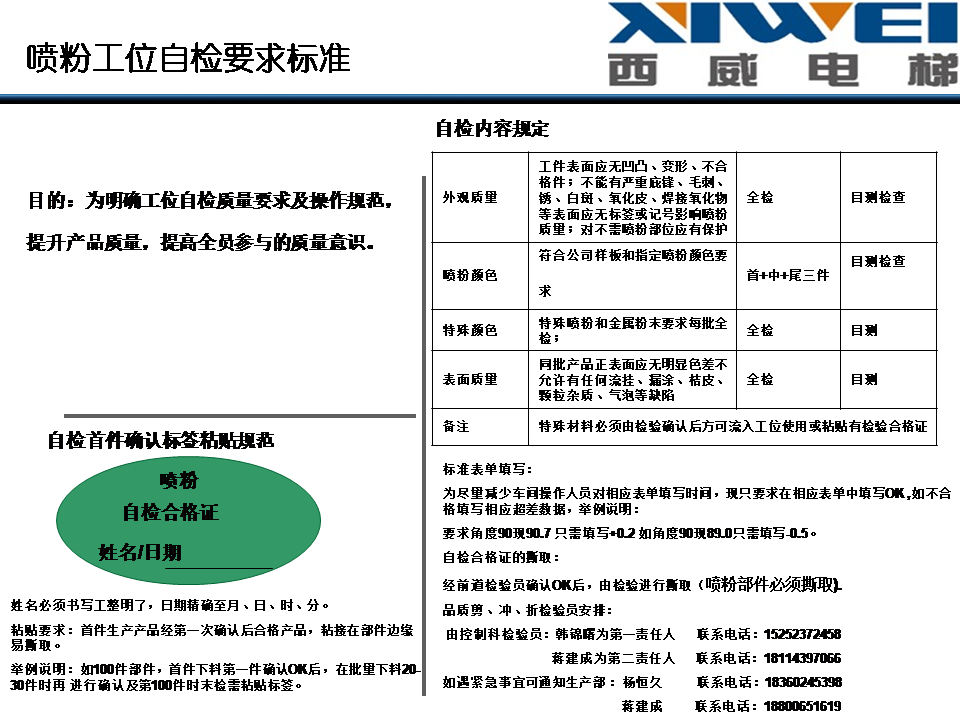 喷粉工位自检要求标准
XIWEI
西威电梯
目的：为明确工位自检质量要求及操作规范，
提升产品质量，提高全员参与的质量意识。
自检首件确认标签粘贴规范
喷粉
自检合格证
姓名/日期
姓名必须书写工整明了，日期精确至月、日、时、分。
粘贴要求：首件生产产品经第一次确认后合格产品，粘接在部件边缘
易撕取。
举例说明：如100件部件，首件下料第一件确认OK后，在批量下料20-
30件时再 进行确认及第100件时末检需粘贴标签。
自检内容规定
外观质量
工件表面应无凹凸、变形、不合
格件；不能有严重庇锋、毛刺、
锈、白斑、氧化皮、焊接氧化物
等表面应无标签或记号影响喷粉
质量；对不需喷粉部位应有保护
全检
目测检查
喷粉颜色
符合公司样板和指定喷粉颜色要
求
首+中+尾三件
目测检查
特殊颜色
特殊喷粉和金属粉末要求每批全
检；
全检
目测
表面质量
同批产品正表面应无明显色差不
允许有任何流挂、漏涂、桔皮、
颗粒杂质、气泡等缺陷
全检
目测
备注
特殊材料必须由检验确认后方可流入工位使用或粘贴有检验合格证
标准表单填写：
为尽量减少车间操作人员对相应表单填写时间，现只要求在相应表单中填写OK,如不合
格填写相应超差数据，举例说明：
要求角度90现90.7 只需填写+0.2 如角度90现89.0只需填写-0.5。
自检合格证的撕取：
经前道检验员确认OK后，由检验进行撕取（喷粉部件必须撕取).
品质剪、冲、折检验员安排：
由控制科检验员：韩锦曙为第一责任人 联系电话：15252372458
蒋建成为第二责任人 联系电话：18114397066
如遇紧急事宜可通知生产部：杨恒久 联系电话：18360245398
蒋建成 联系电话：18800651619